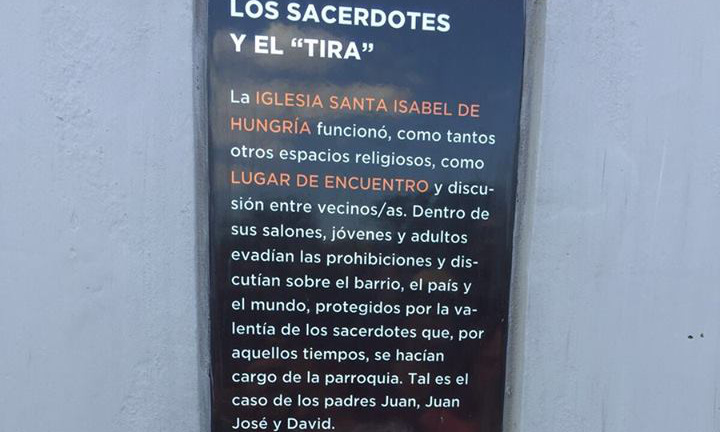 LOS SACERDOTES
Y EL “TIRA”
La IGLESIA SANTA ISABEL DE
HUNGRÍA funcionó, como tantos
otros espacios religiosos, como
LUGAR DE ENCUENTRO y discu-
sión entre vecinos/as. Dentro de
sus salones, jóvenes y adultos
evadían las prohibiciones y dis-
cutían sobre el barrio, el país y
el mundo, protegidos por la va-
lentía de los sacerdotes que, por
aquellos tiempos, se hacían
cargo de la parroquia. Tal es el
caso de los padres Juan, Juan
José y David.